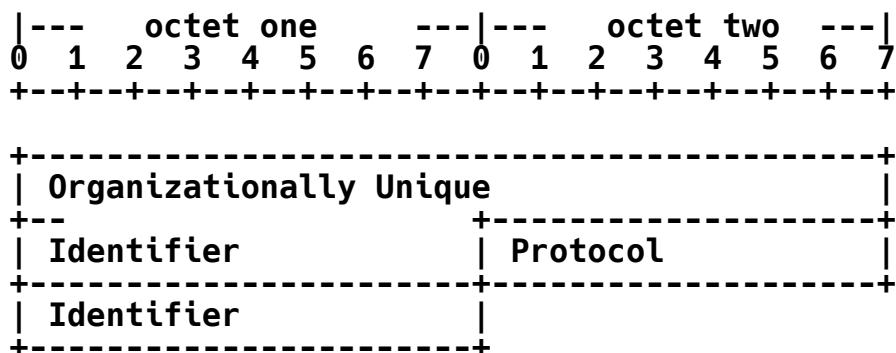 |--- octet one ---|--- octet two ---|
0 1 2 3 4 5 6 7 0 1 2 3 4 5 6 7
+--+--+--+--+--+--+--+--+--+--+--+--+--+--+--+
+--------------------------------------------+
| Organizationally Unique |
+-- +---------------------+
| Identifier | Protocol |
+-----------------------+---------------------+
| Identifier |
+-----------------------+